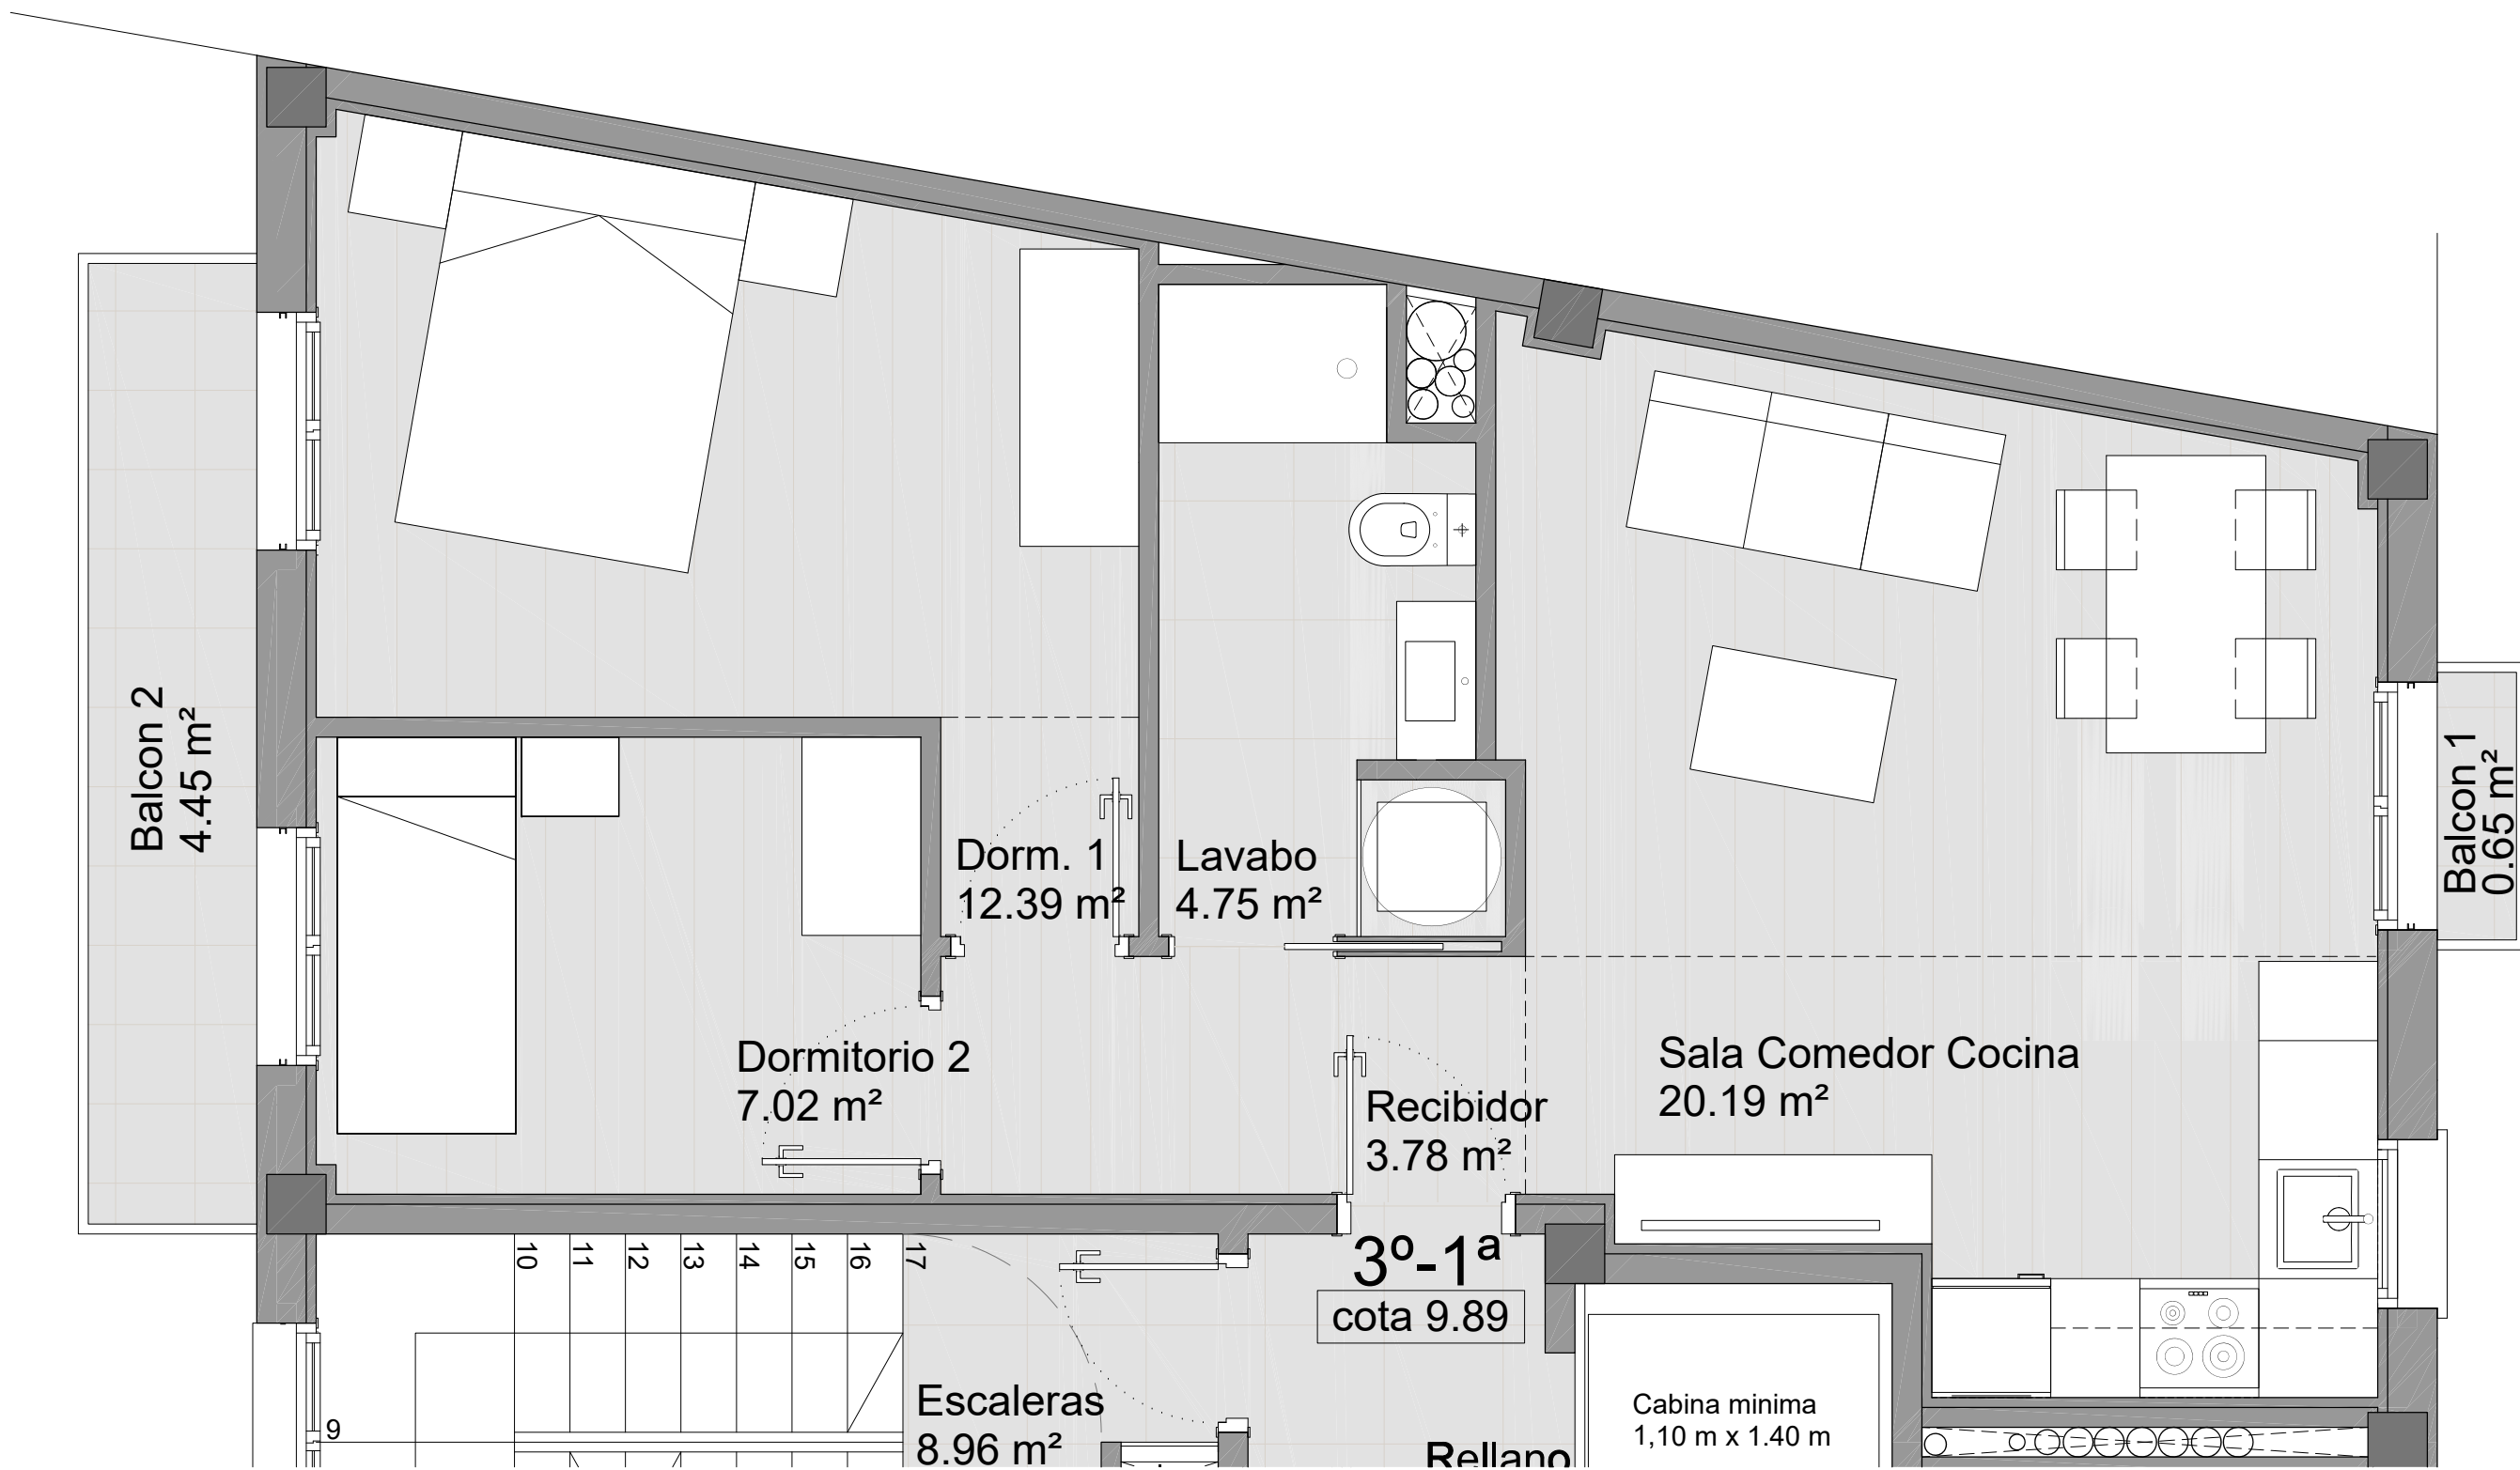 Balcon 2
4.45 m²
Dorm. 1
12.39 m²
Lavabo
4.75 m²
Balcon 1
0.65 m²
Dormitorio 2
7.02 m²
Recibidor
3.78 m²
Sala Comedor Cocina
20.19 m²
3º-1ª
cota 9.89
10
11
12
13
14
15
16
17
9
Escaleras
8.96 m²
Cabina minima
1,10 m x 1.40 m
Rellano